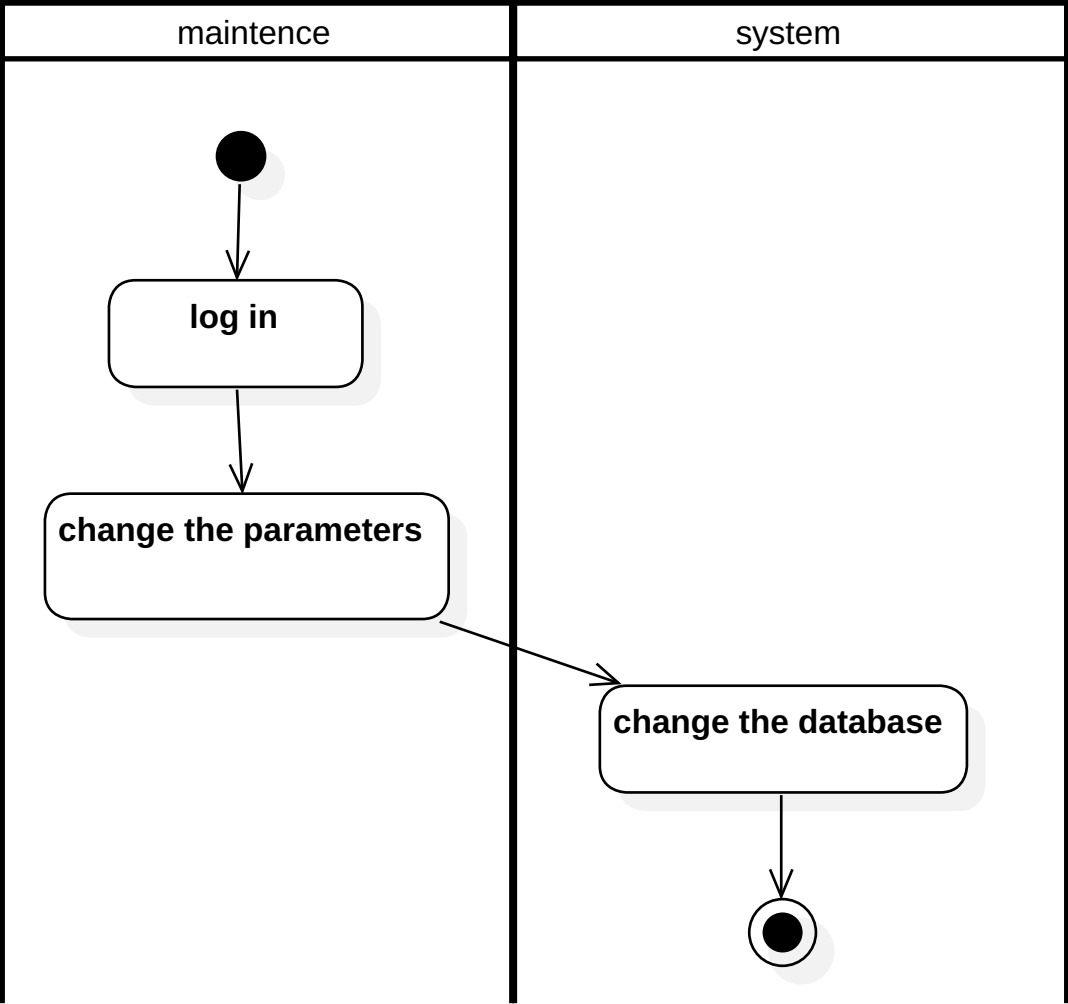 maintence
system
log in
change the parameters
change the database